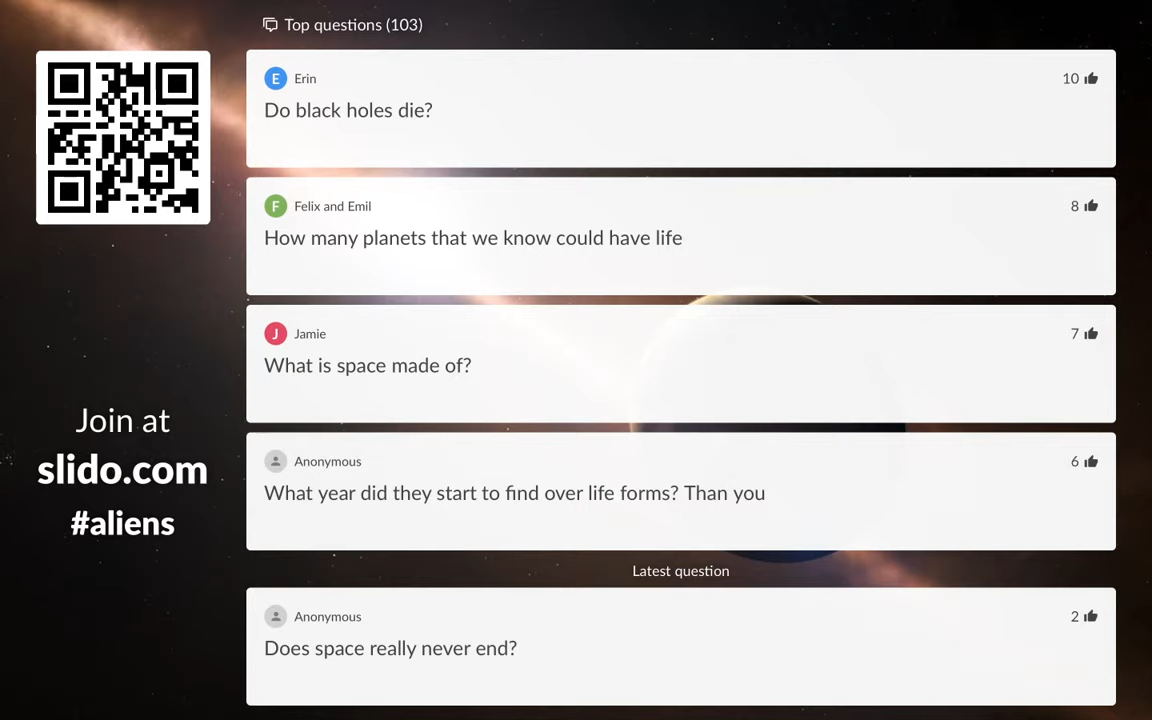 Top questions (103)
E Erin 10
Do black holes die?
F Felix and Emil 8
How many planets that we know could have life
J Jamie 7
What is space made of?
Anonymous 6
What year did they start to find over life forms? Than you
Latest question
Anonymous 2
Does space really never end?
Join at
slido.com
#aliens